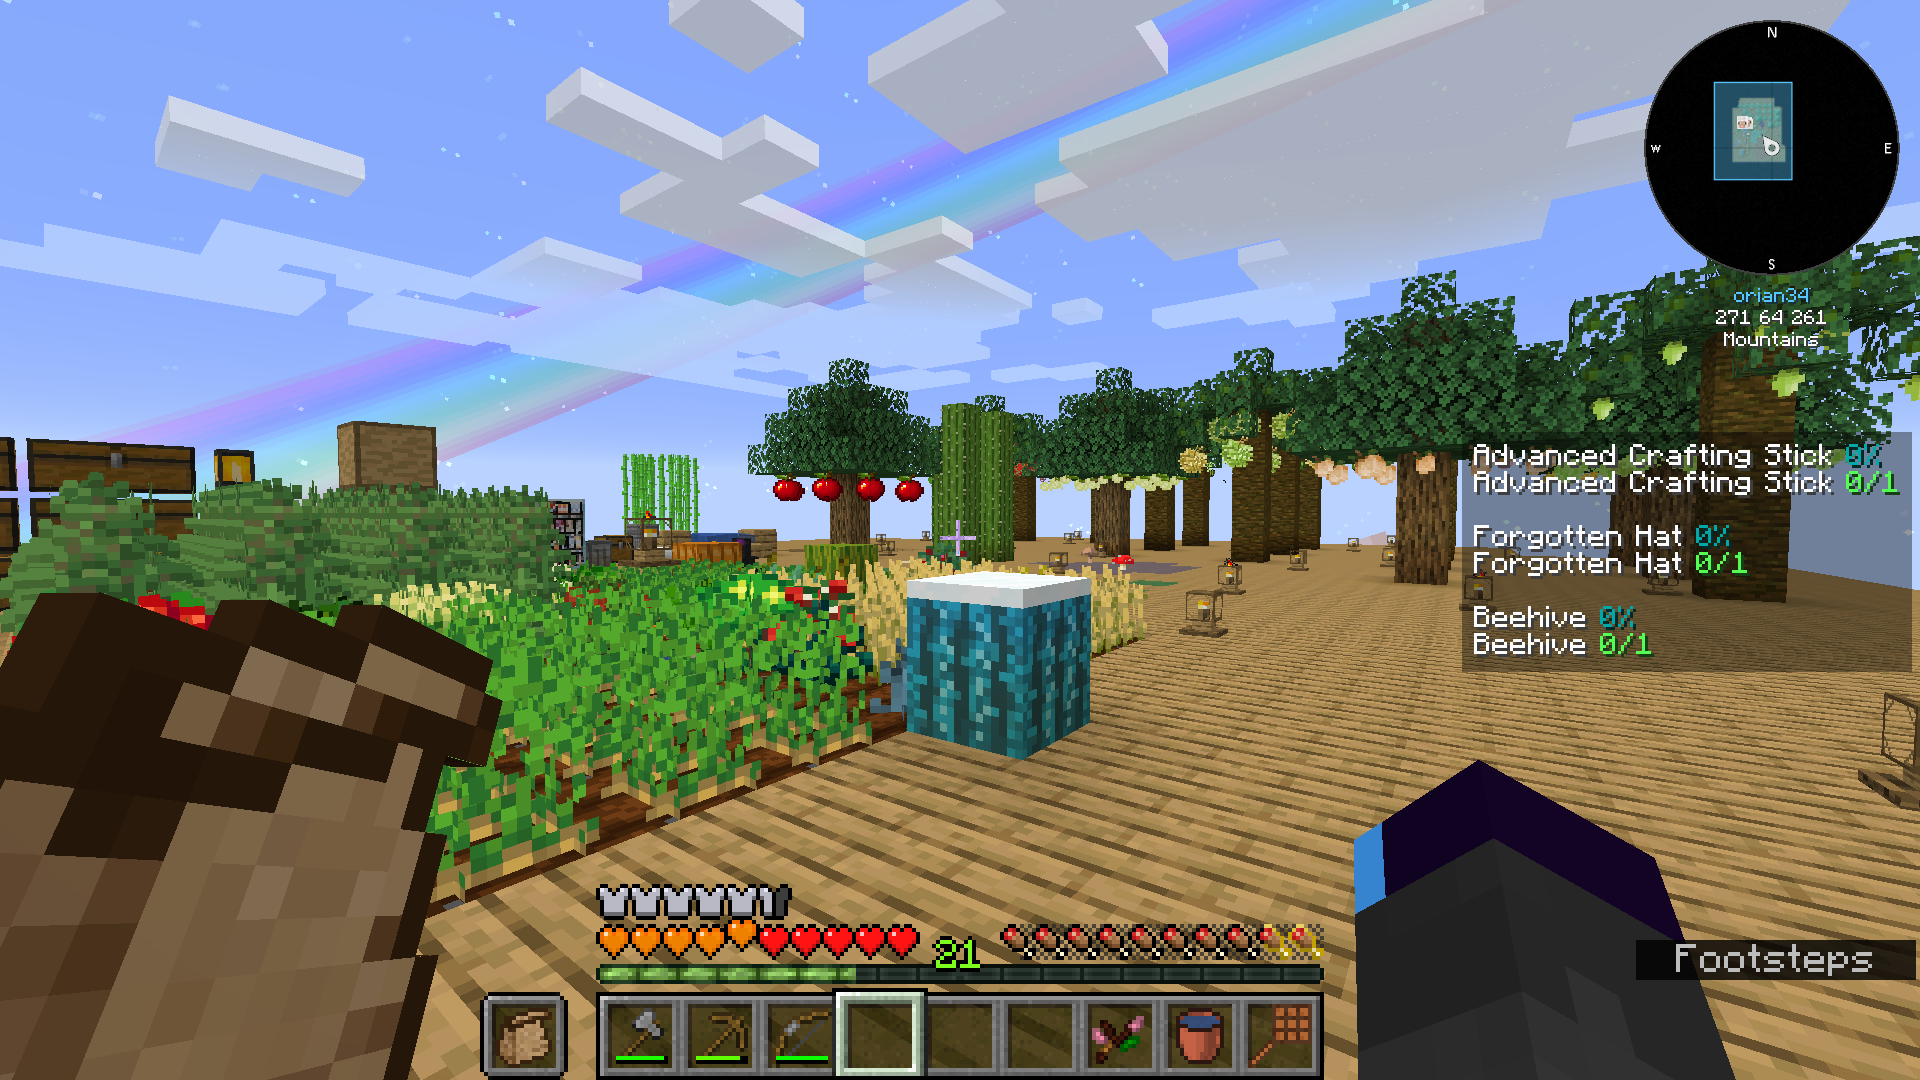 N
W
E
S
orian34
271 64 261
Mountains
Advanced Crafting Stick 0%
Advanced Crafting Stick 0/1
Forgotten Hat 0%
Forgotten Hat 0/1
Beehive 0%
Beehive 0/1
21
Footsteps